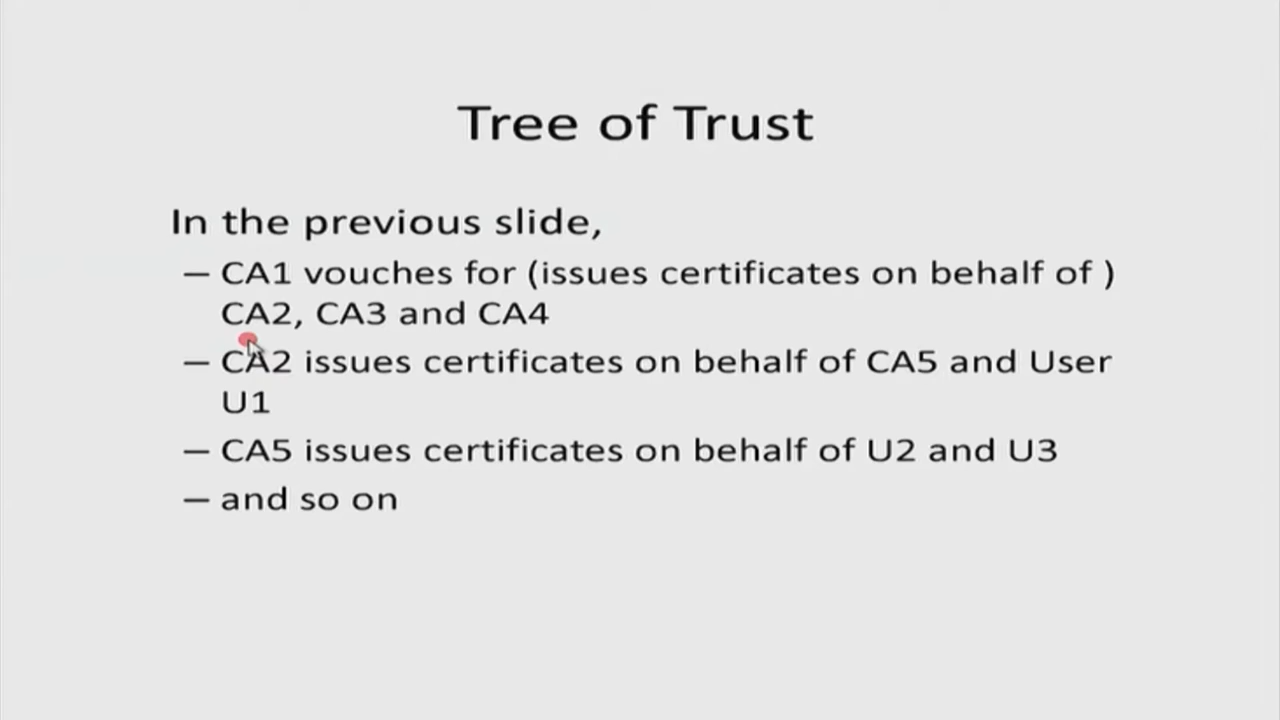 Tree of Trust
In the previous slide,
– CA1 vouches for (issues certificates on behalf of )
CA2, CA3 and CA4
– CA2 issues certificates on behalf of CA5 and User
U1
– CA5 issues certificates on behalf of U2 and U3
– and so on